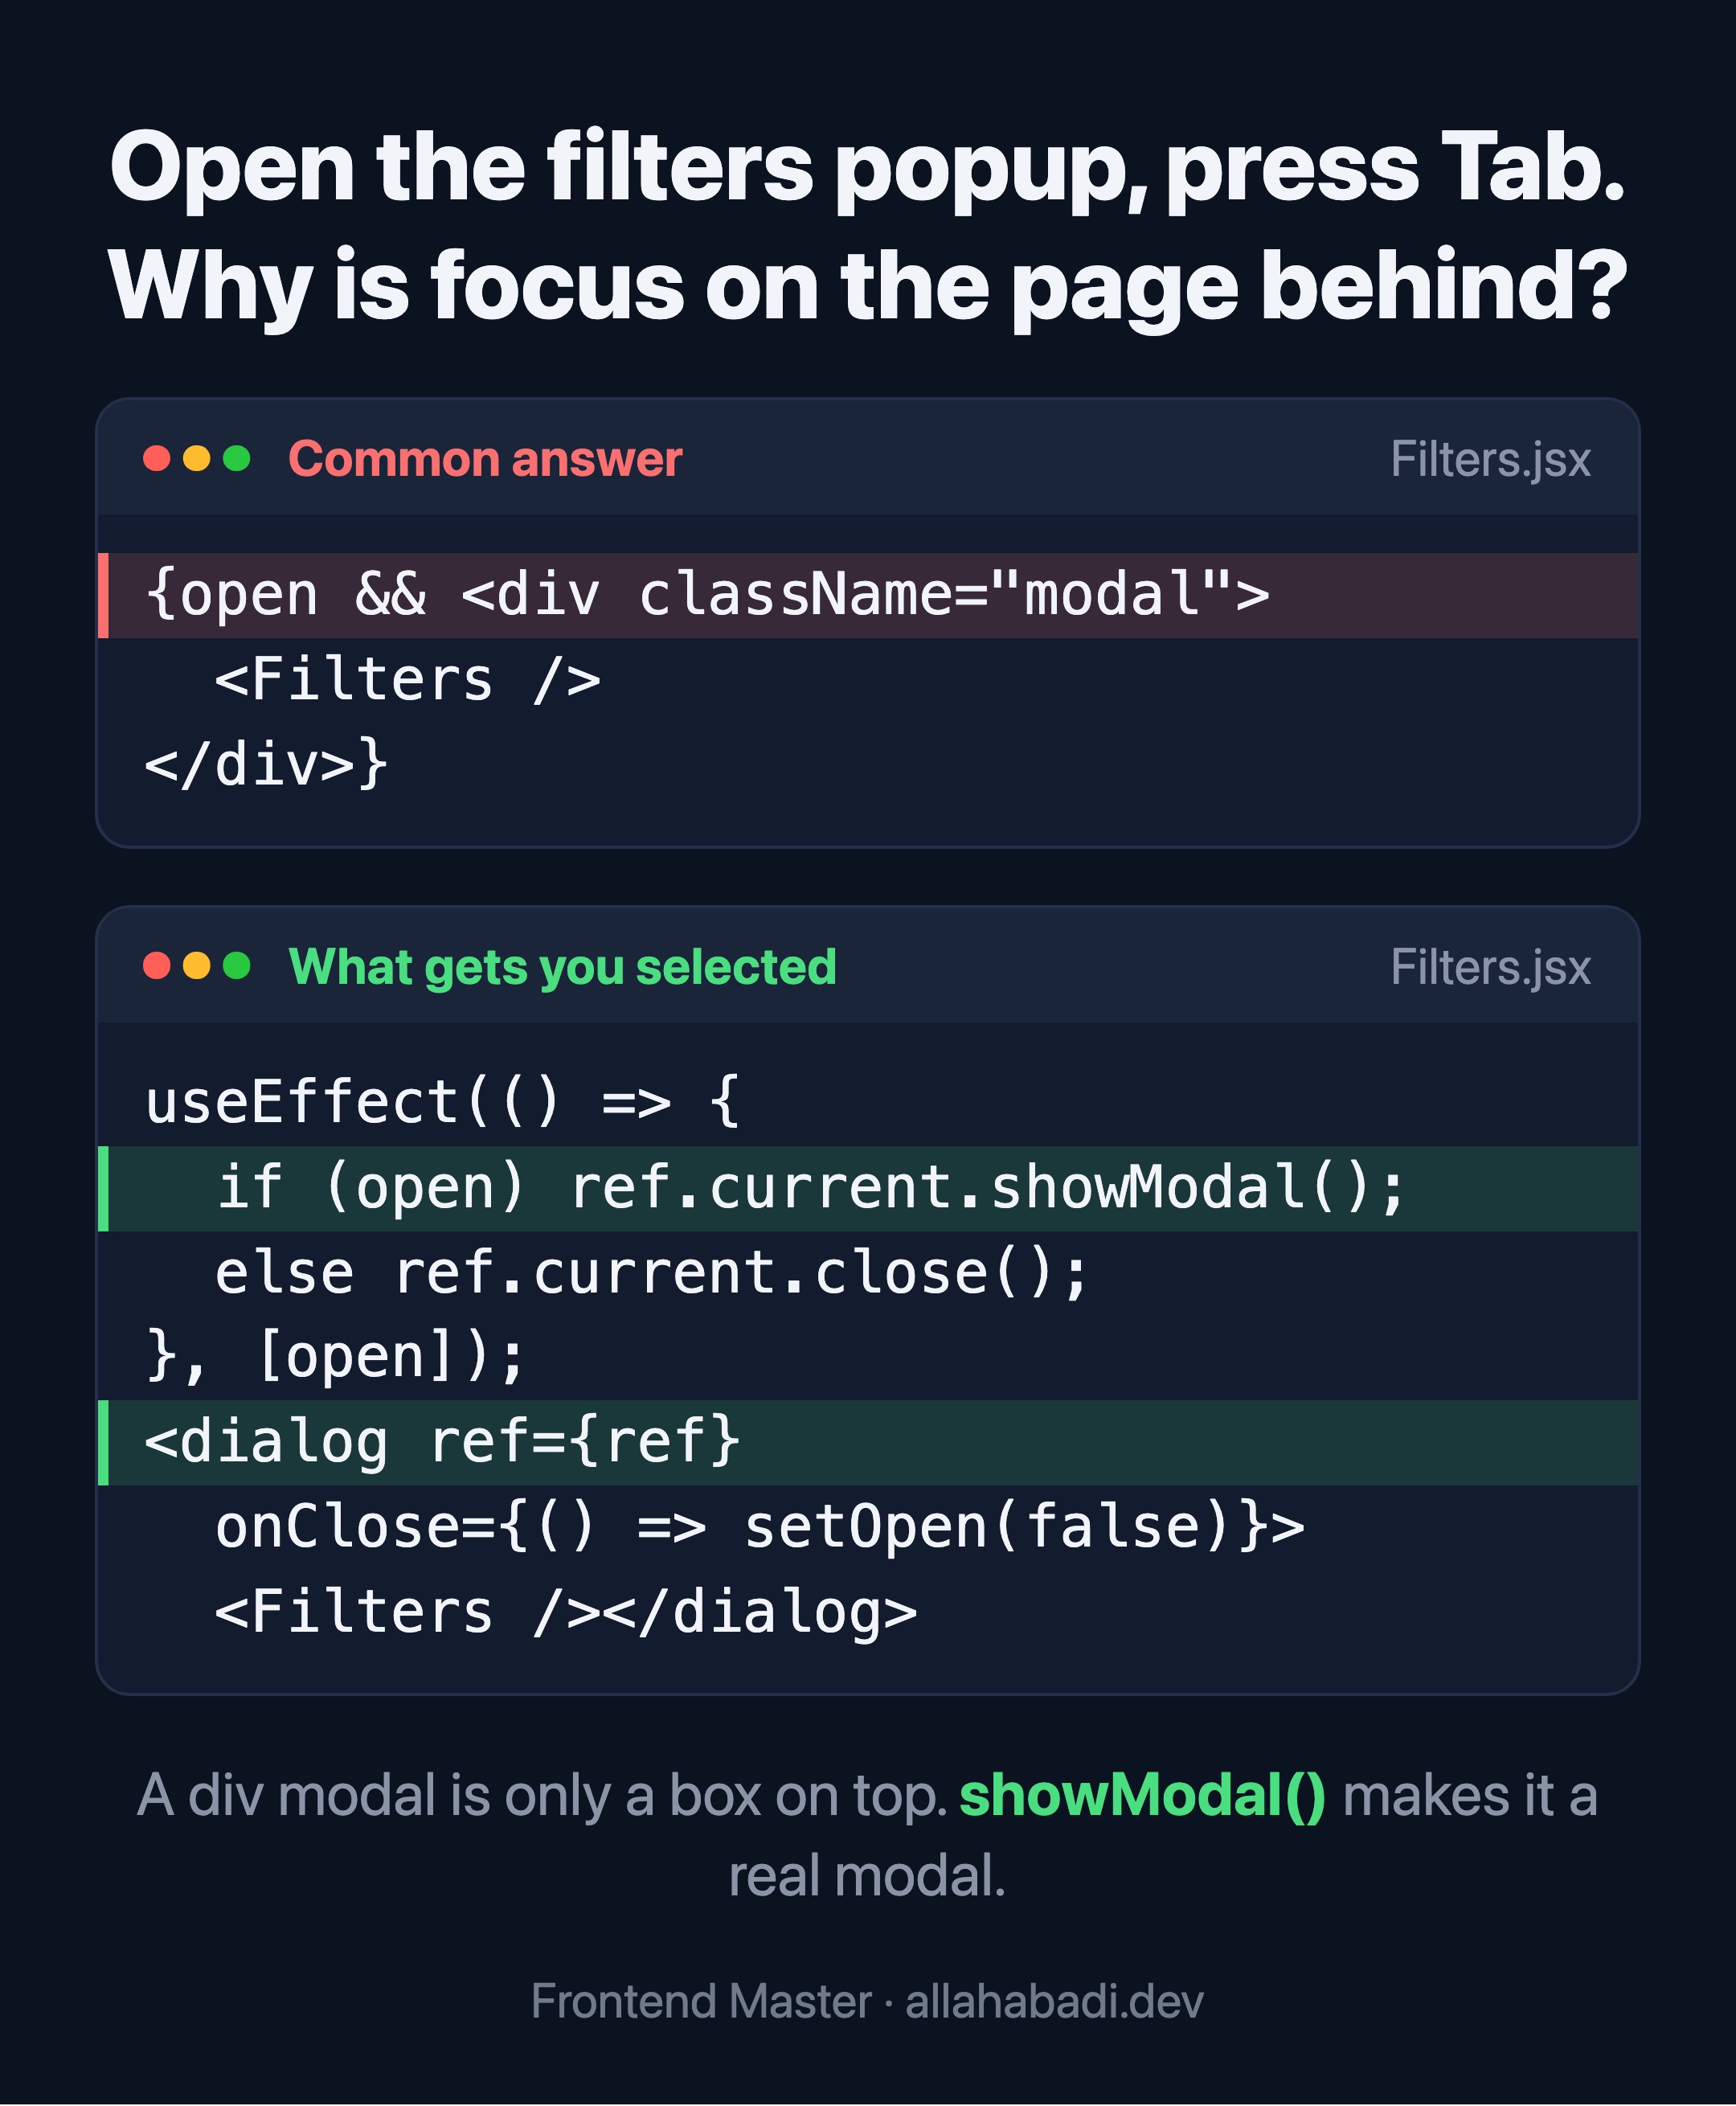 Open the filters popup, press Tab.
Why is focus on the page behind?
Common answer
Filters.jsx
{open && <div className="modal">
  <Filters />
</div>}
What gets you selected
Filters.jsx
useEffect(() => {
  if (open) ref.current.showModal();
  else ref.current.close();
}, [open]);
<dialog ref={ref}
  onClose={() => setOpen(false)}>
  <Filters /></dialog>
A div modal is only a box on top. showModal() makes it a
real modal.
Frontend Master · allahabadi.dev